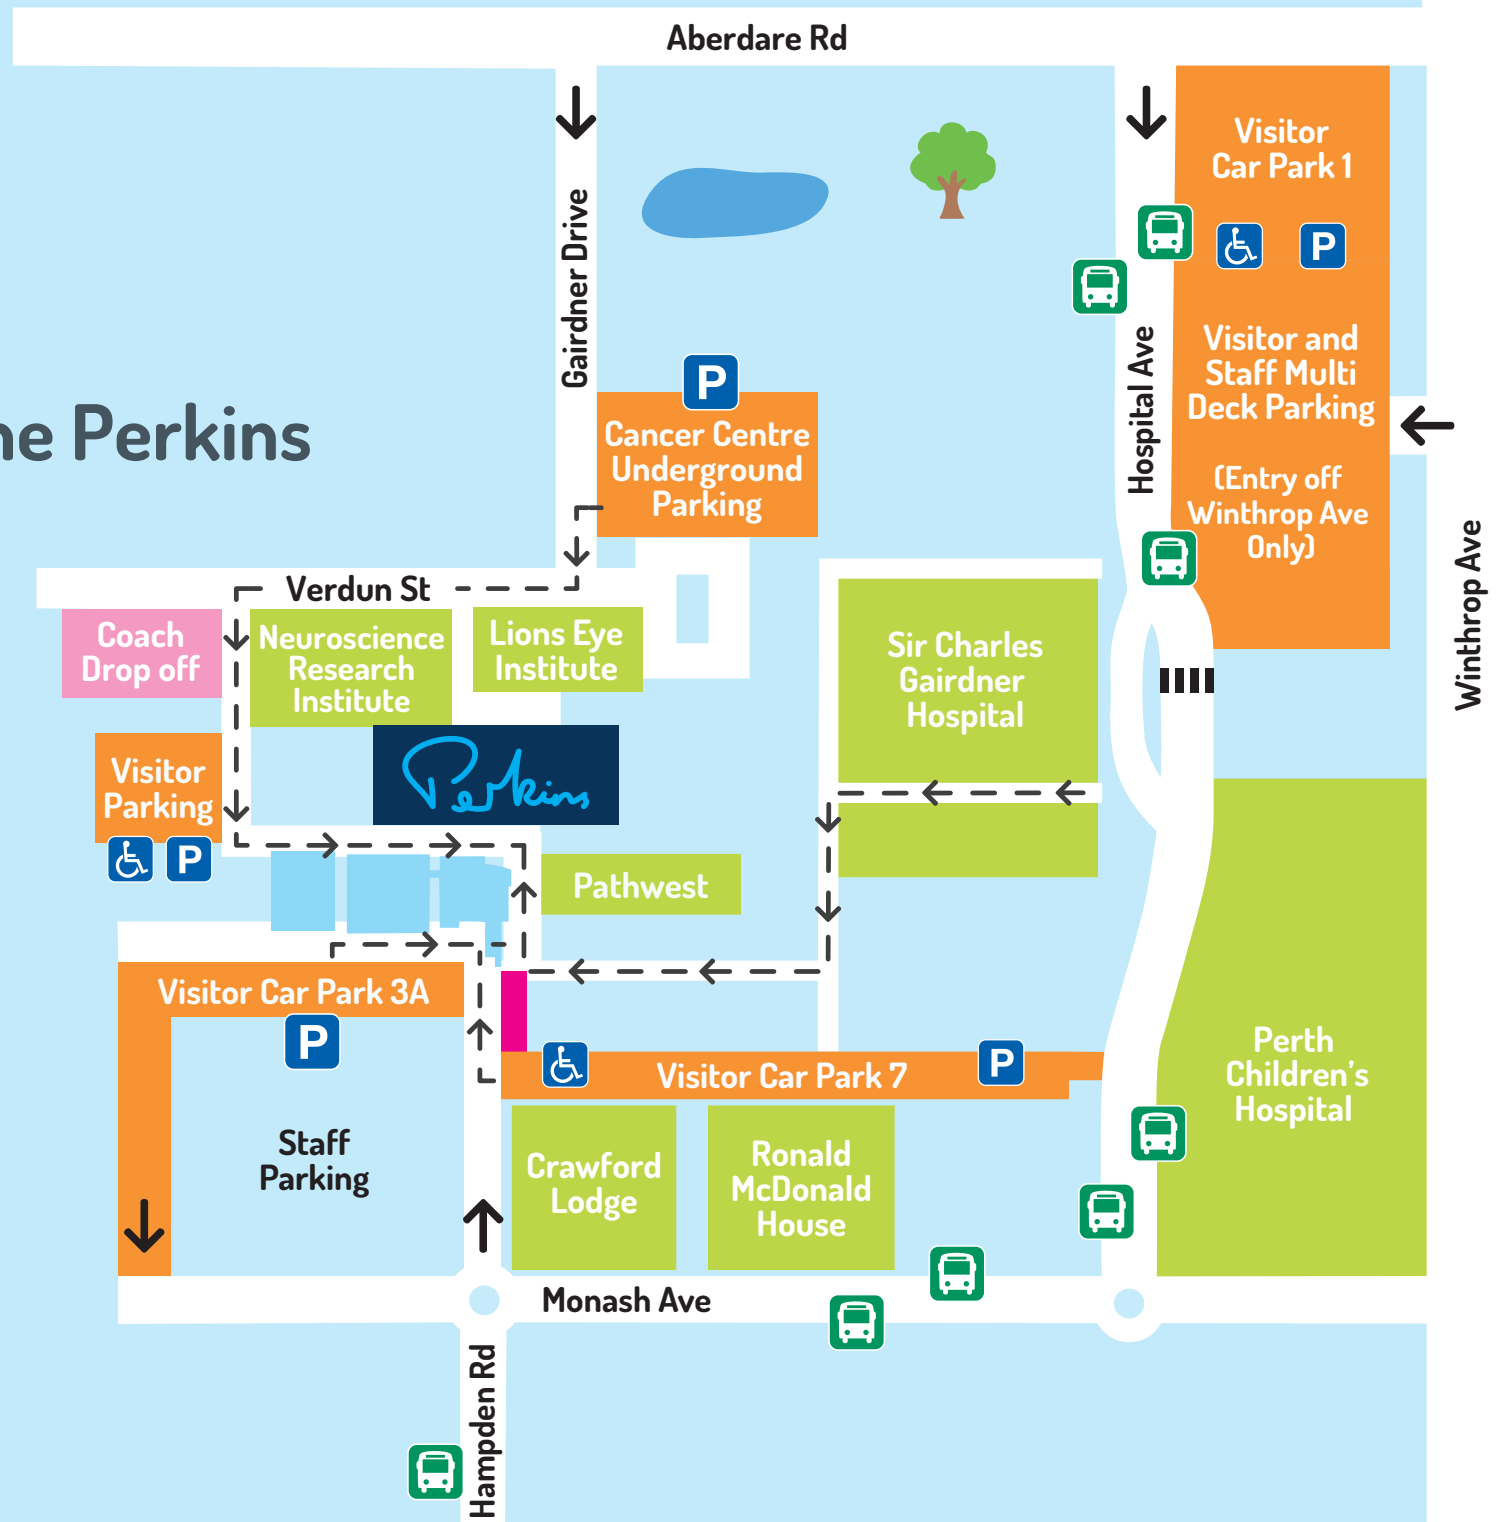 Aberdare Rd
Gairdner Drive
Visitor
Car Park 1
P
Hospital Ave
Visitor and
Staff Multi
Deck Parking
(Entry off
Winthrop Ave
Only)
Winthrop Ave
P
Cancer Centre
Underground
Parking
he Perkins
Verdun St
Coach
Drop off
Neuroscience
Research
Institute
Lions Eye
Institute
Sir Charles
Gairdner
Hospital
Perkins
Visitor
Parking
P
Pathwest
Visitor Car Park 3A
P
Visitor Car Park 7
P
Perth
Children's
Hospital
Staff
Parking
Crawford
Lodge
Ronald
McDonald
House
Monash Ave
Hampden Rd